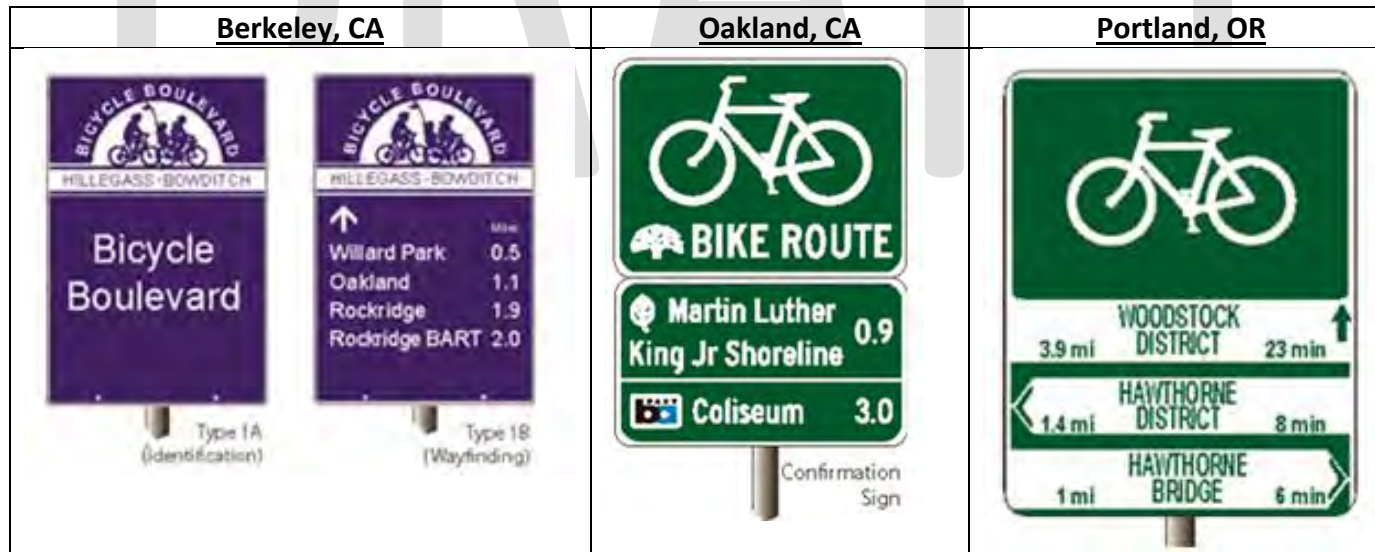 Berkeley, CA
BICYCLE BOULEVARD
HILLEGASS-BOWDITCH
Bicycle
Boulevard
Type 1A
(Identification)
BICYCLE BOULEVARD
HILLEGASS-BOWDITCH
Miles
Willard Park 0.5
Oakland 1.1
Rockridge 1.9
Rockridge BART 2.0
Type 1B
(Wayfinding)
Oakland, CA
BIKE ROUTE
Martin Luther
King Jr Shoreline 0.9
ba Coliseum 3.0
Confirmation
Sign
Portland, OR
WOODSTOCK
3.9 mi DISTRICT 23 min
HAWTHORNE
1.4 mi DISTRICT 8 min
HAWTHORNE
1 mi BRIDGE 6 min